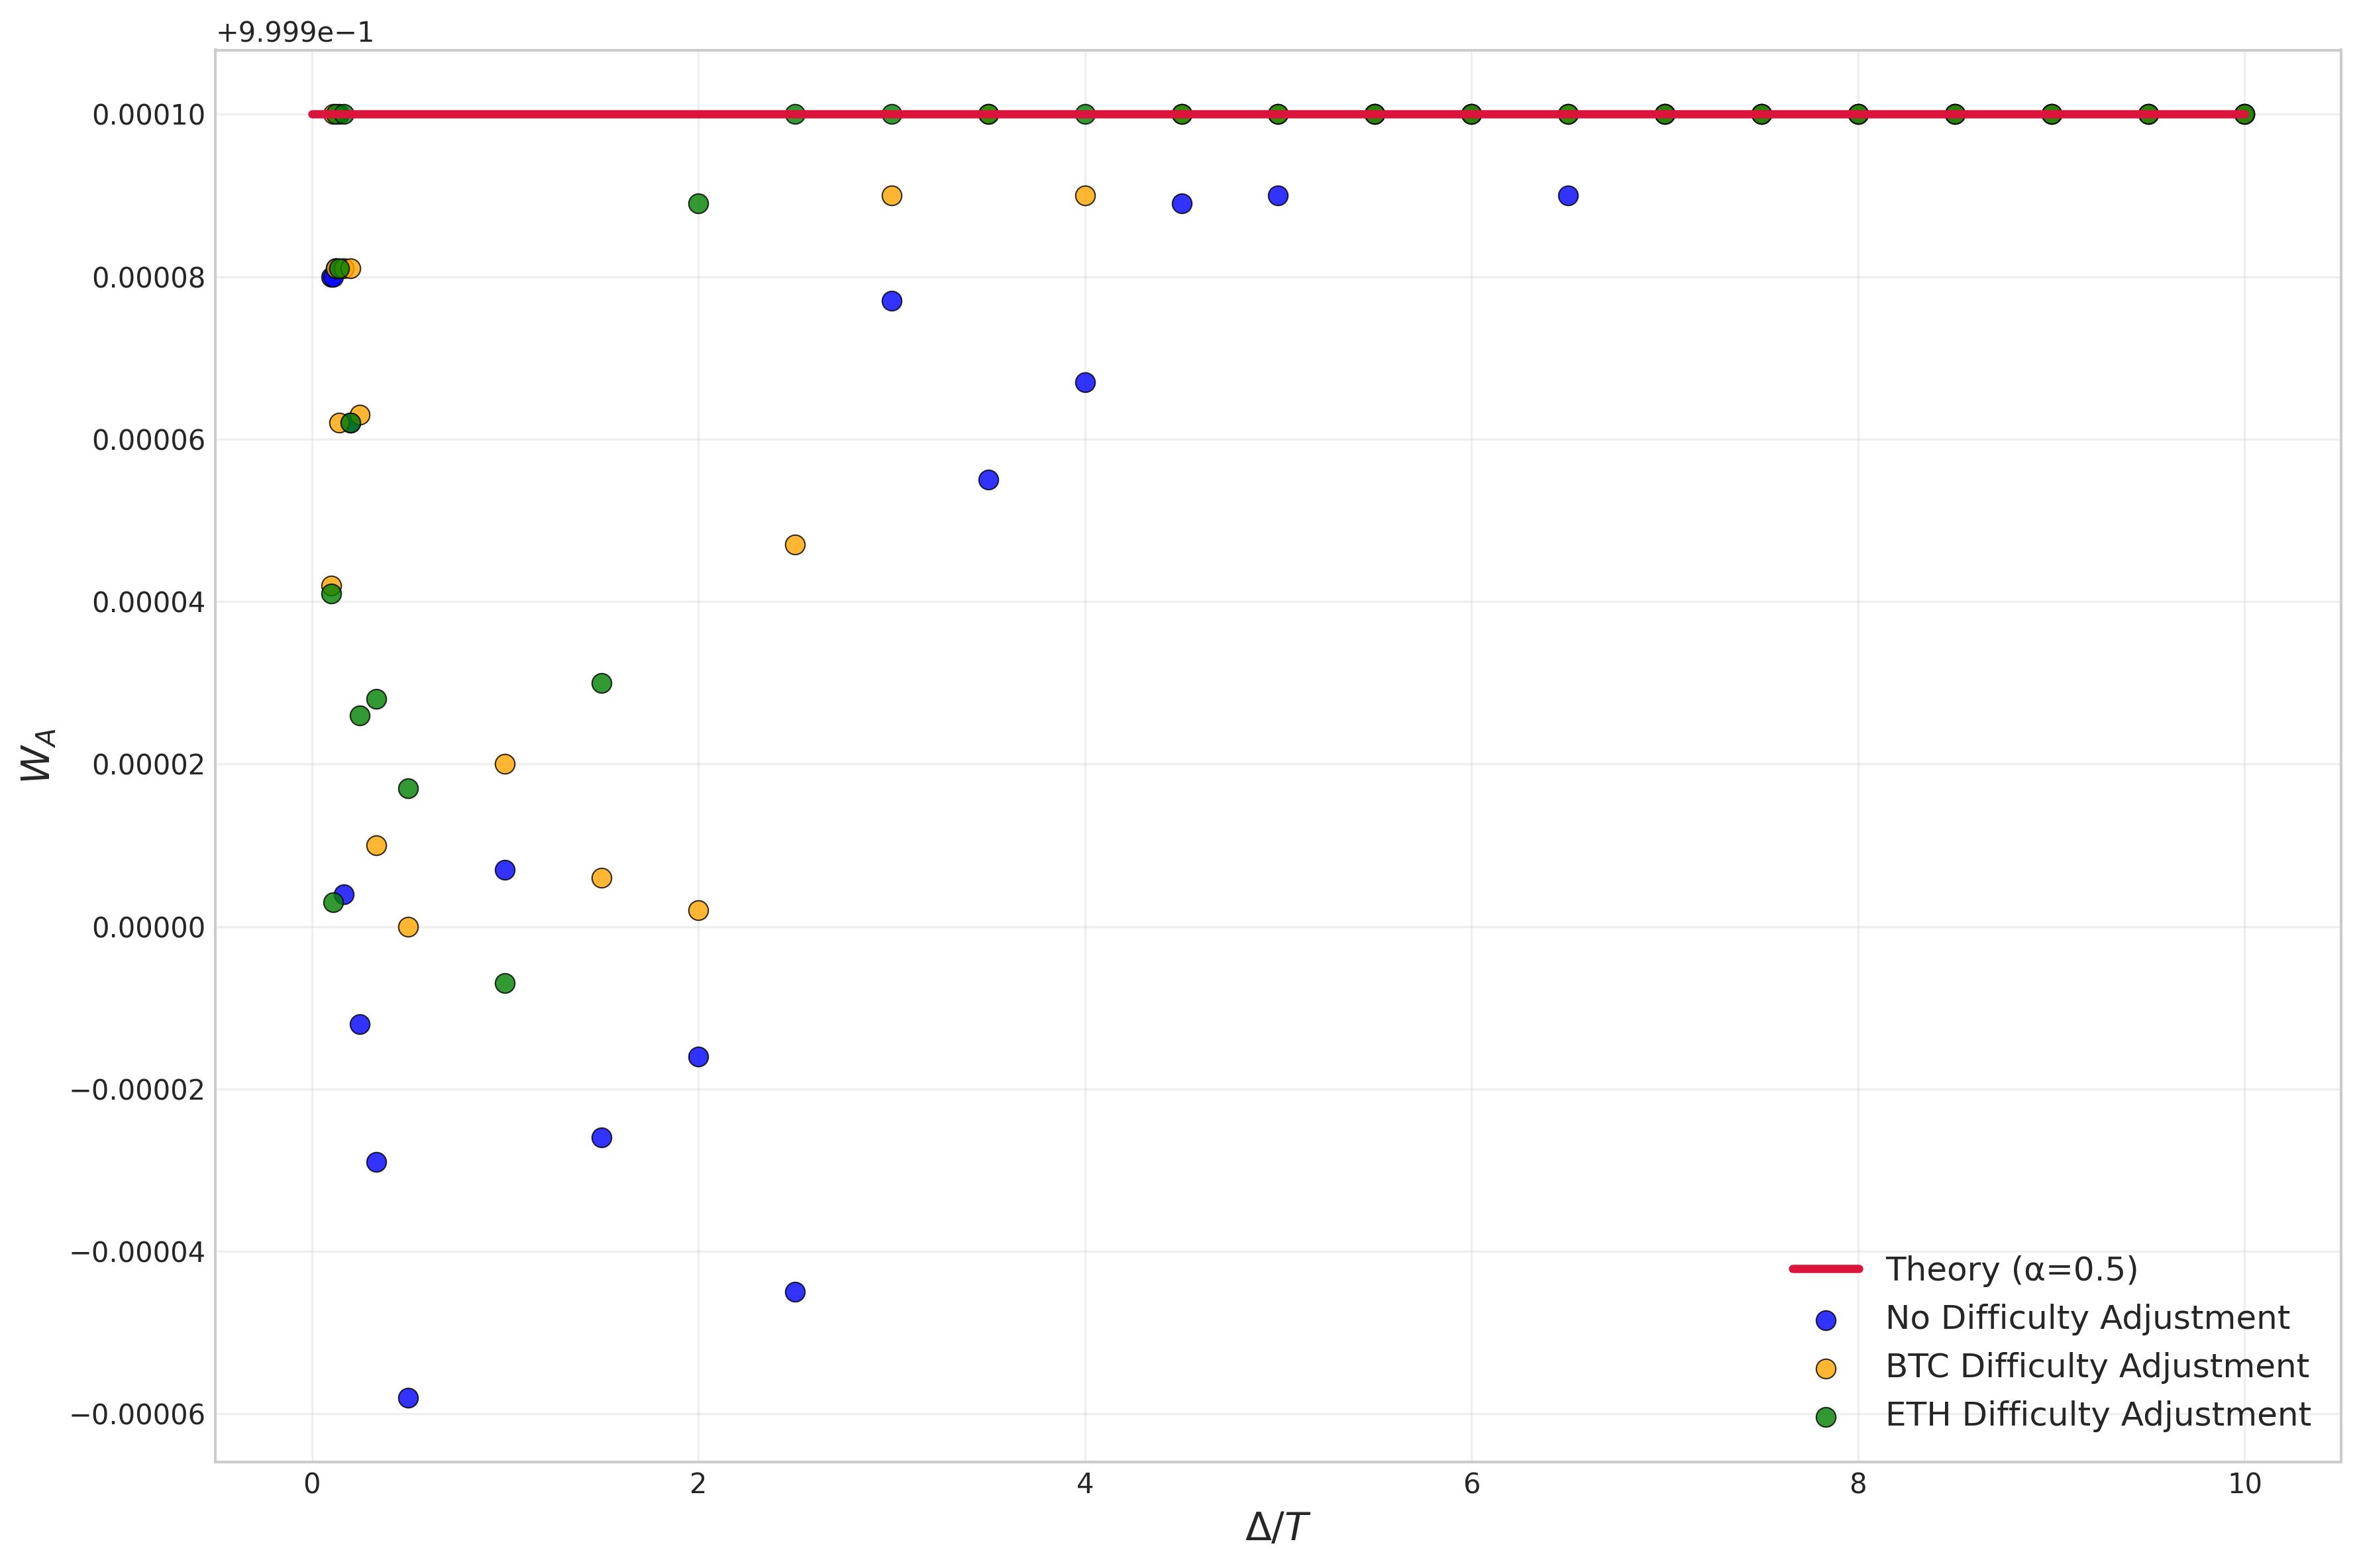 +9.999e−1
0.00010
0.00008
0.00006
0.00004
0.00002
0.00000
−0.00002
−0.00004
−0.00006
W_A
0 2 4 6 8 10
Δ/T
Theory (α=0.5)
No Difficulty Adjustment
BTC Difficulty Adjustment
ETH Difficulty Adjustment